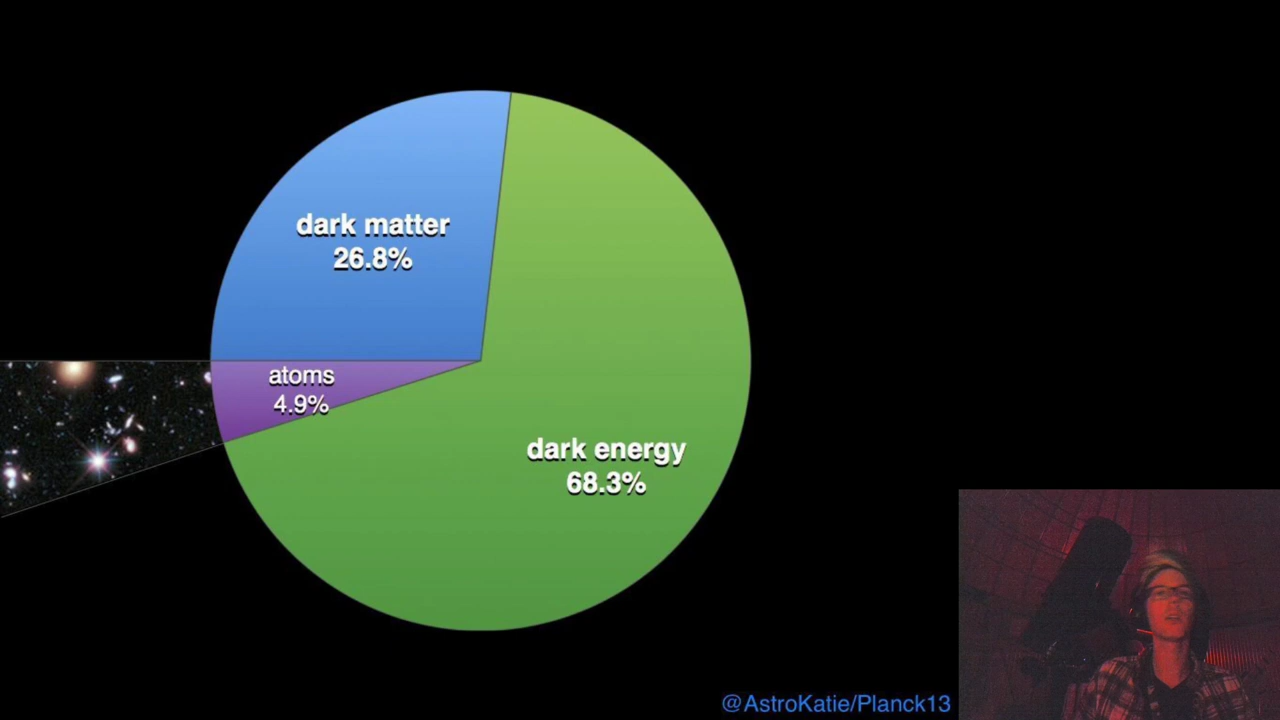 dark matter
26.8%
atoms
4.9%
dark energy
68.3%
@AstroKatie/Planck13